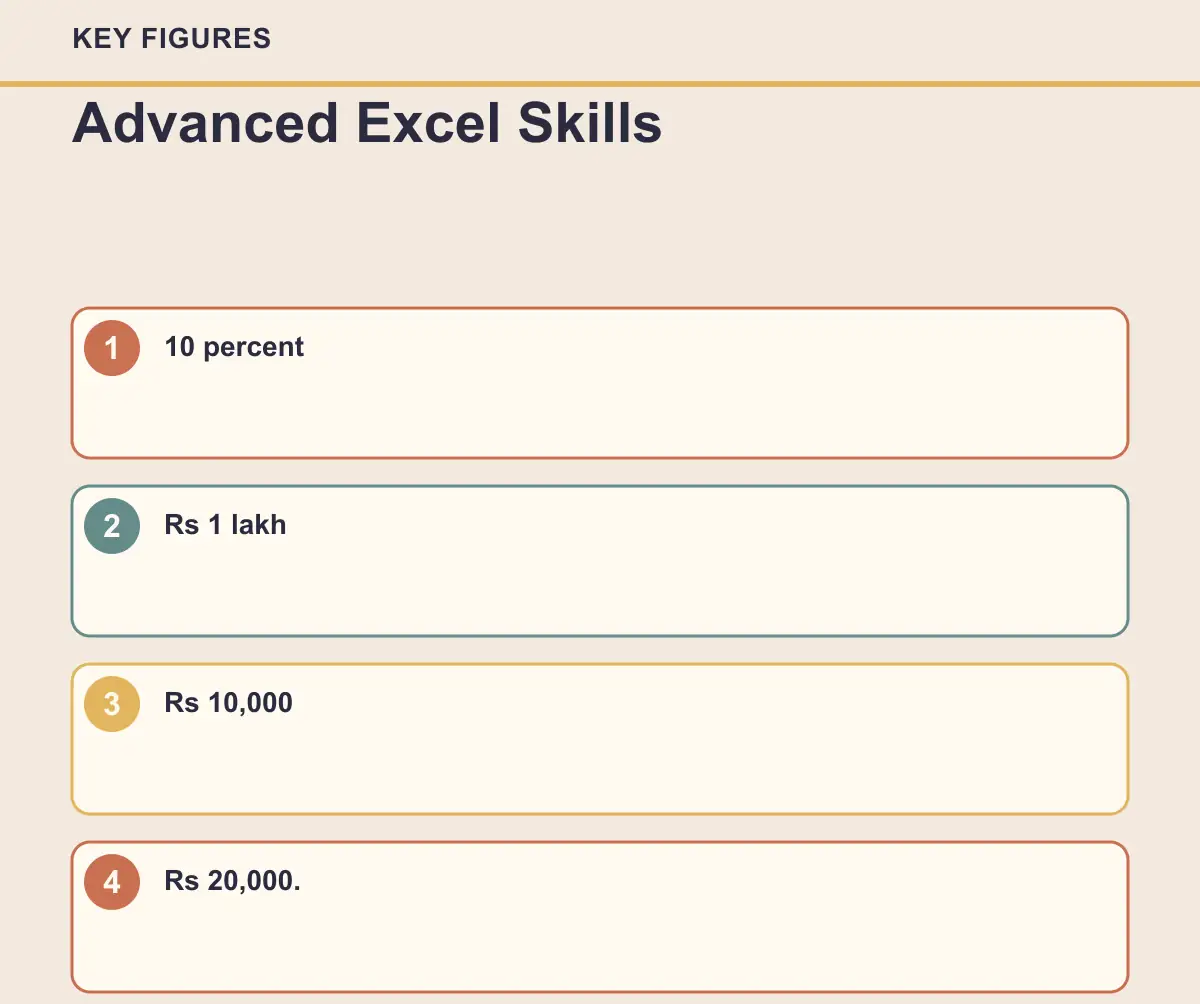 KEY FIGURES
Advanced Excel Skills
1 10 percent
2 Rs 1 lakh
3 Rs 10,000
4 Rs 20,000.